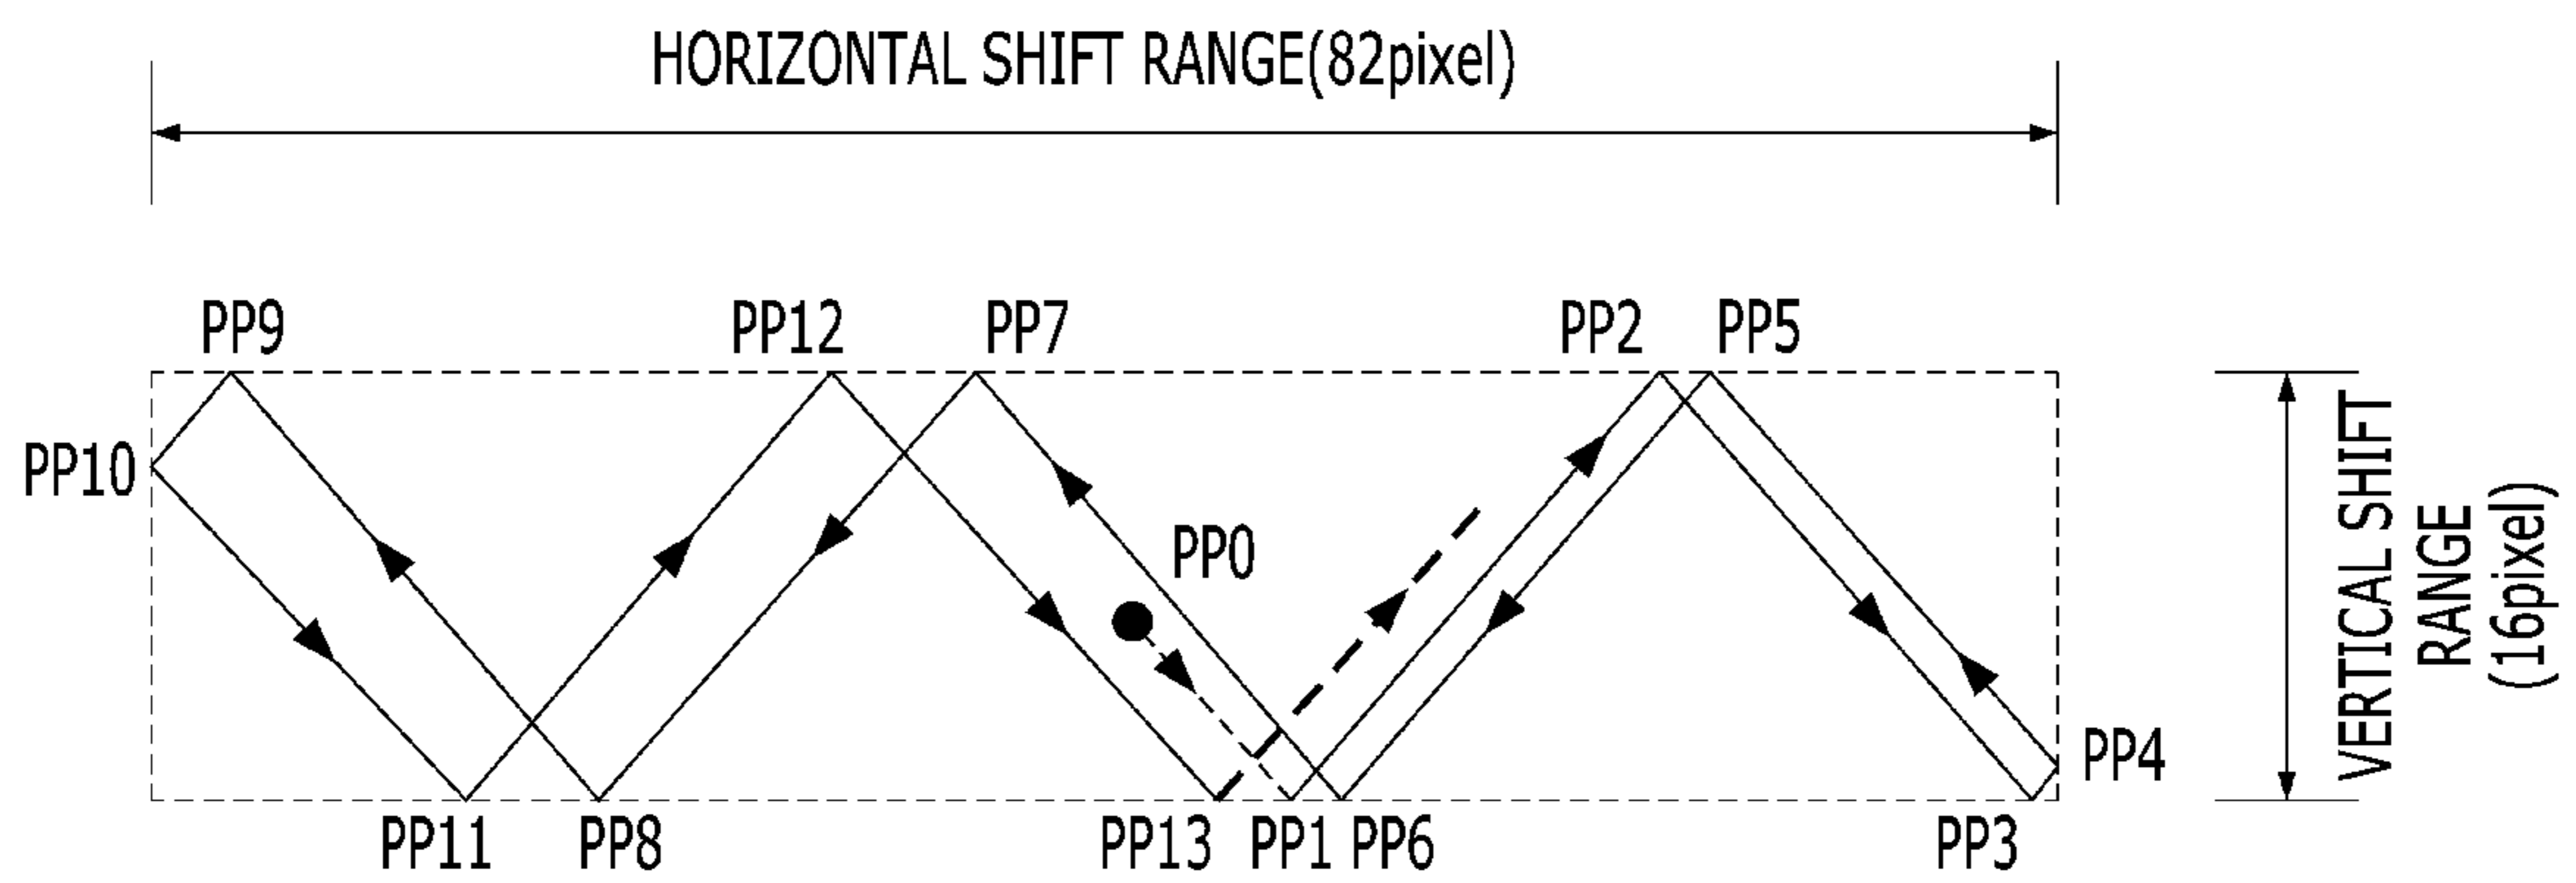 HORIZONTAL SHIFT RANGE(82pixel)
PP9
PP12
PP7
PP2
PP5
PP10
PP0
PP4
PP11
PP8
PP13
PP1
PP6
PP3
VERTICAL SHIFT
RANGE
(16pixel)